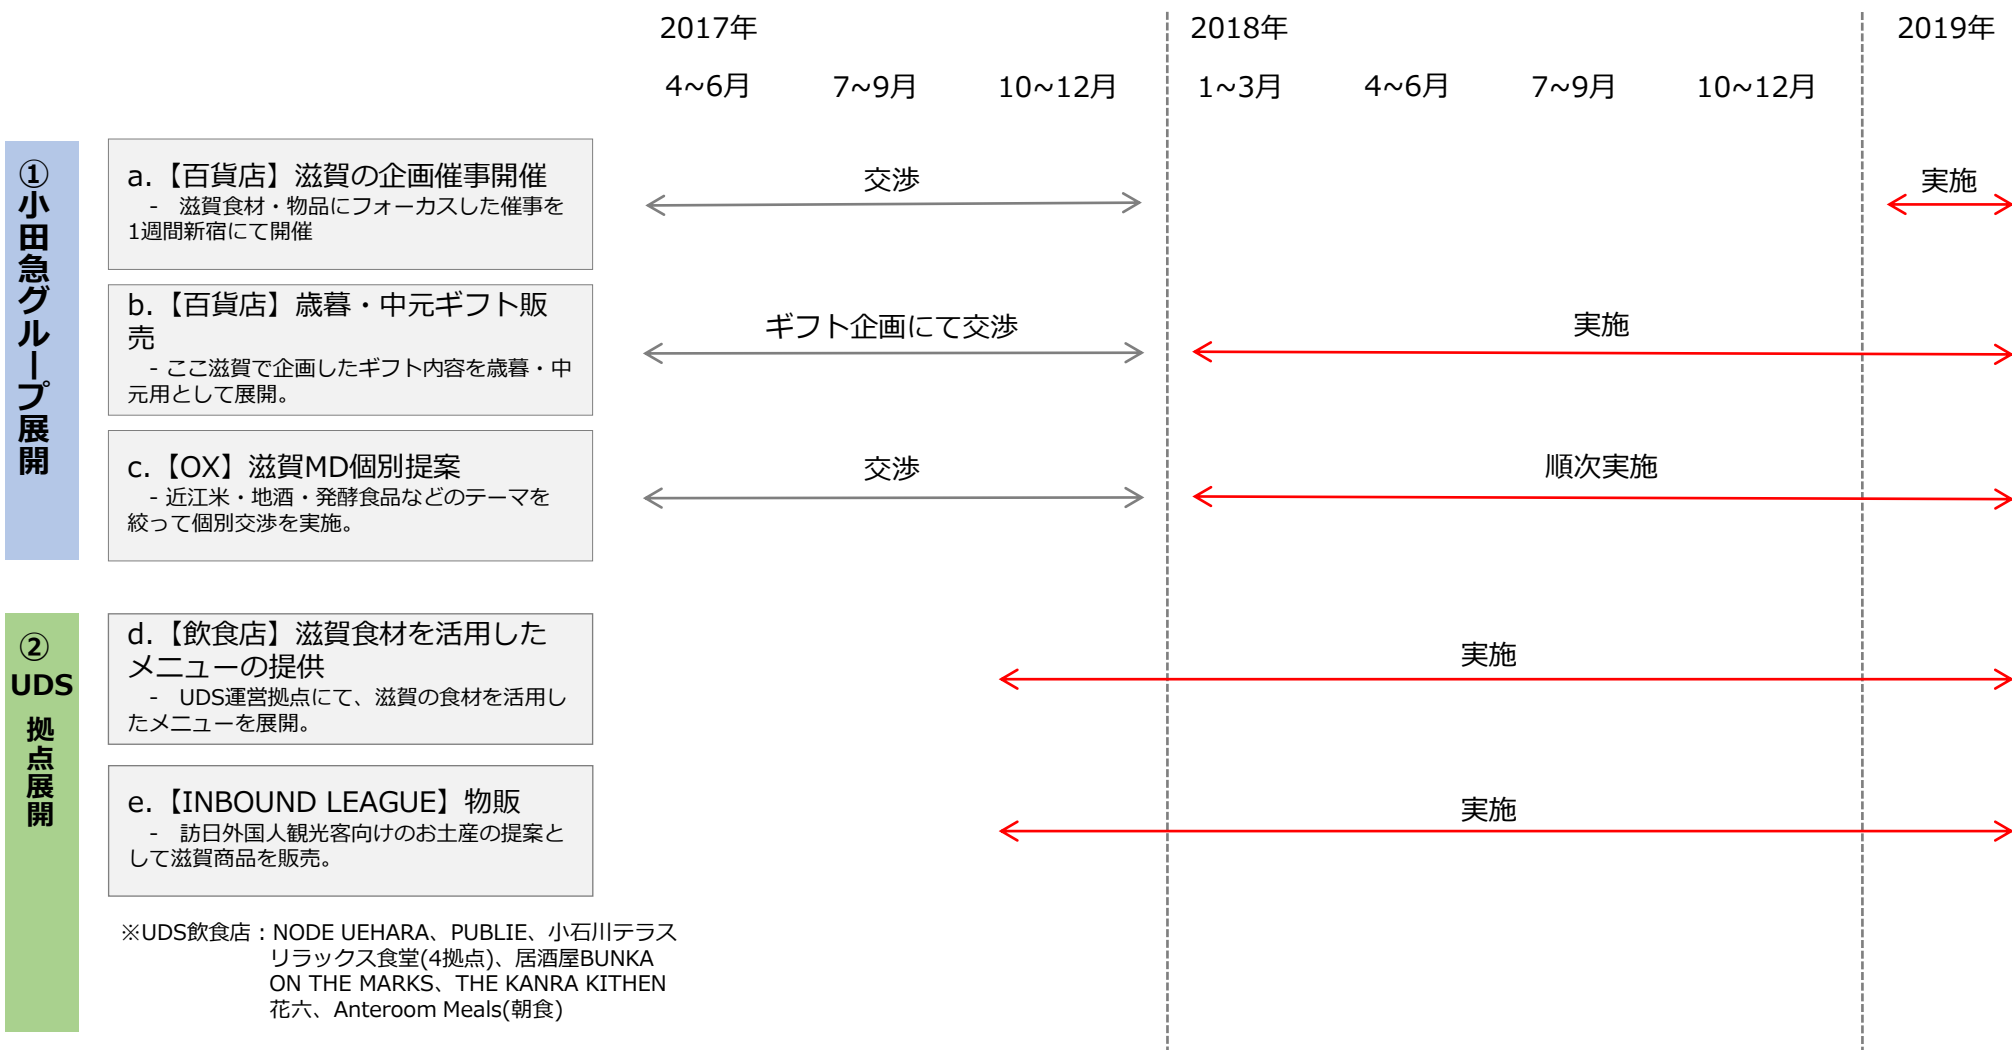 2017年
2018年
2019年
4~6月
7~9月
10~12月
1~3月
4~6月
7~9月
10~12月
①小田急グループ展開
a.【百貨店】滋賀の企画催事開催
- 滋賀食材・物品にフォーカスした催事を
1週間新宿にて開催
交渉
実施
b.【百貨店】歳暮・中元ギフト販
売
- ここ滋賀で企画したギフト内容を歳暮・中
元用として展開。
ギフト企画にて交渉
実施
c.【OX】滋賀MD個別提案
- 近江米・地酒・発酵食品などのテーマを
絞って個別交渉を実施。
交渉
順次実施
②
UDS
拠点展開
d.【飲食店】滋賀食材を活用した
メニューの提供
- UDS運営拠点にて、滋賀の食材を活用し
たメニューを展開。
実施
e.【INBOUND LEAGUE】物販
- 訪日外国人観光客向けのお土産の提案と
して滋賀商品を販売。
実施
※UDS飲食店：NODE UEHARA、PUBLIE、小石川テラス
リラックス食堂(4拠点)、居酒屋BUNKA
ON THE MARKS、THE KANRA KITHEN
花六、Anteroom Meals(朝食)